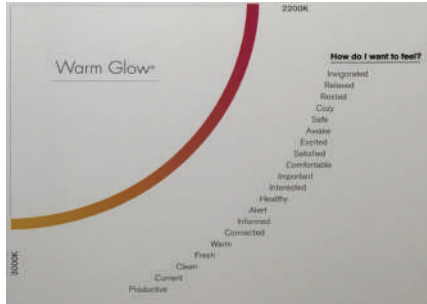 2200K
How do I want to feel?
Warm Glow®
Invigorated
Relaxed
Rested
Cozy
Safe
Awake
Excited
Satisfied
Comfortable
Important
Interested
Healthy
Alert
Informed
Connected
Warm
Fresh
Clean
Current
Productive
3000K